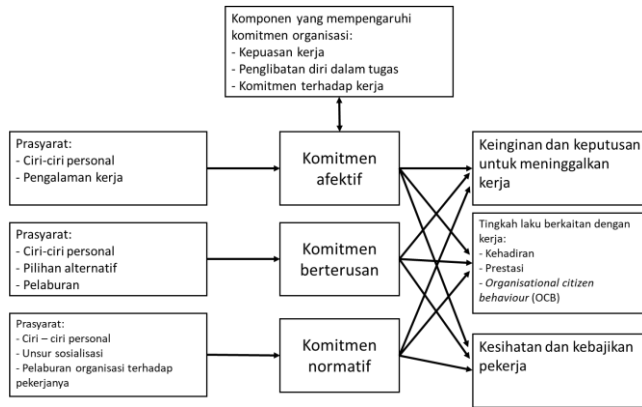 Komponen yang mempengaruhi
komitmen organisasi:
- Kepuasan kerja
- Penglibatan diri dalam tugas
- Komitmen terhadap kerja
Prasyarat:
- Ciri-ciri personal
- Pengalaman kerja
Komitmen
afektif
Keinginan dan keputusan
untuk meninggalkan
kerja
Prasyarat:
- Ciri-ciri personal
- Pilihan alternatif
- Pelaburan
Komitmen
berterusan
Tingkah laku berkaitan dengan
kerja:
- Kehadiran
- Prestasi
- Organisational citizen
behaviour (OCB)
Prasyarat:
- Ciri – ciri personal
- Unsur sosialisasi
- Pelaburan organisasi terhadap
pekerjanya
Komitmen
normatif
Kesihatan dan kebajikan
pekerja